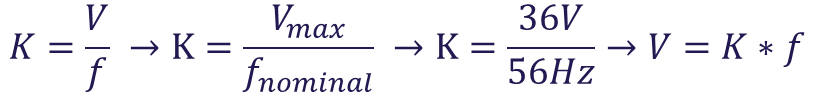 K = V/f → K = V_max/f_nominal → K = 36V/56Hz → V = K * f